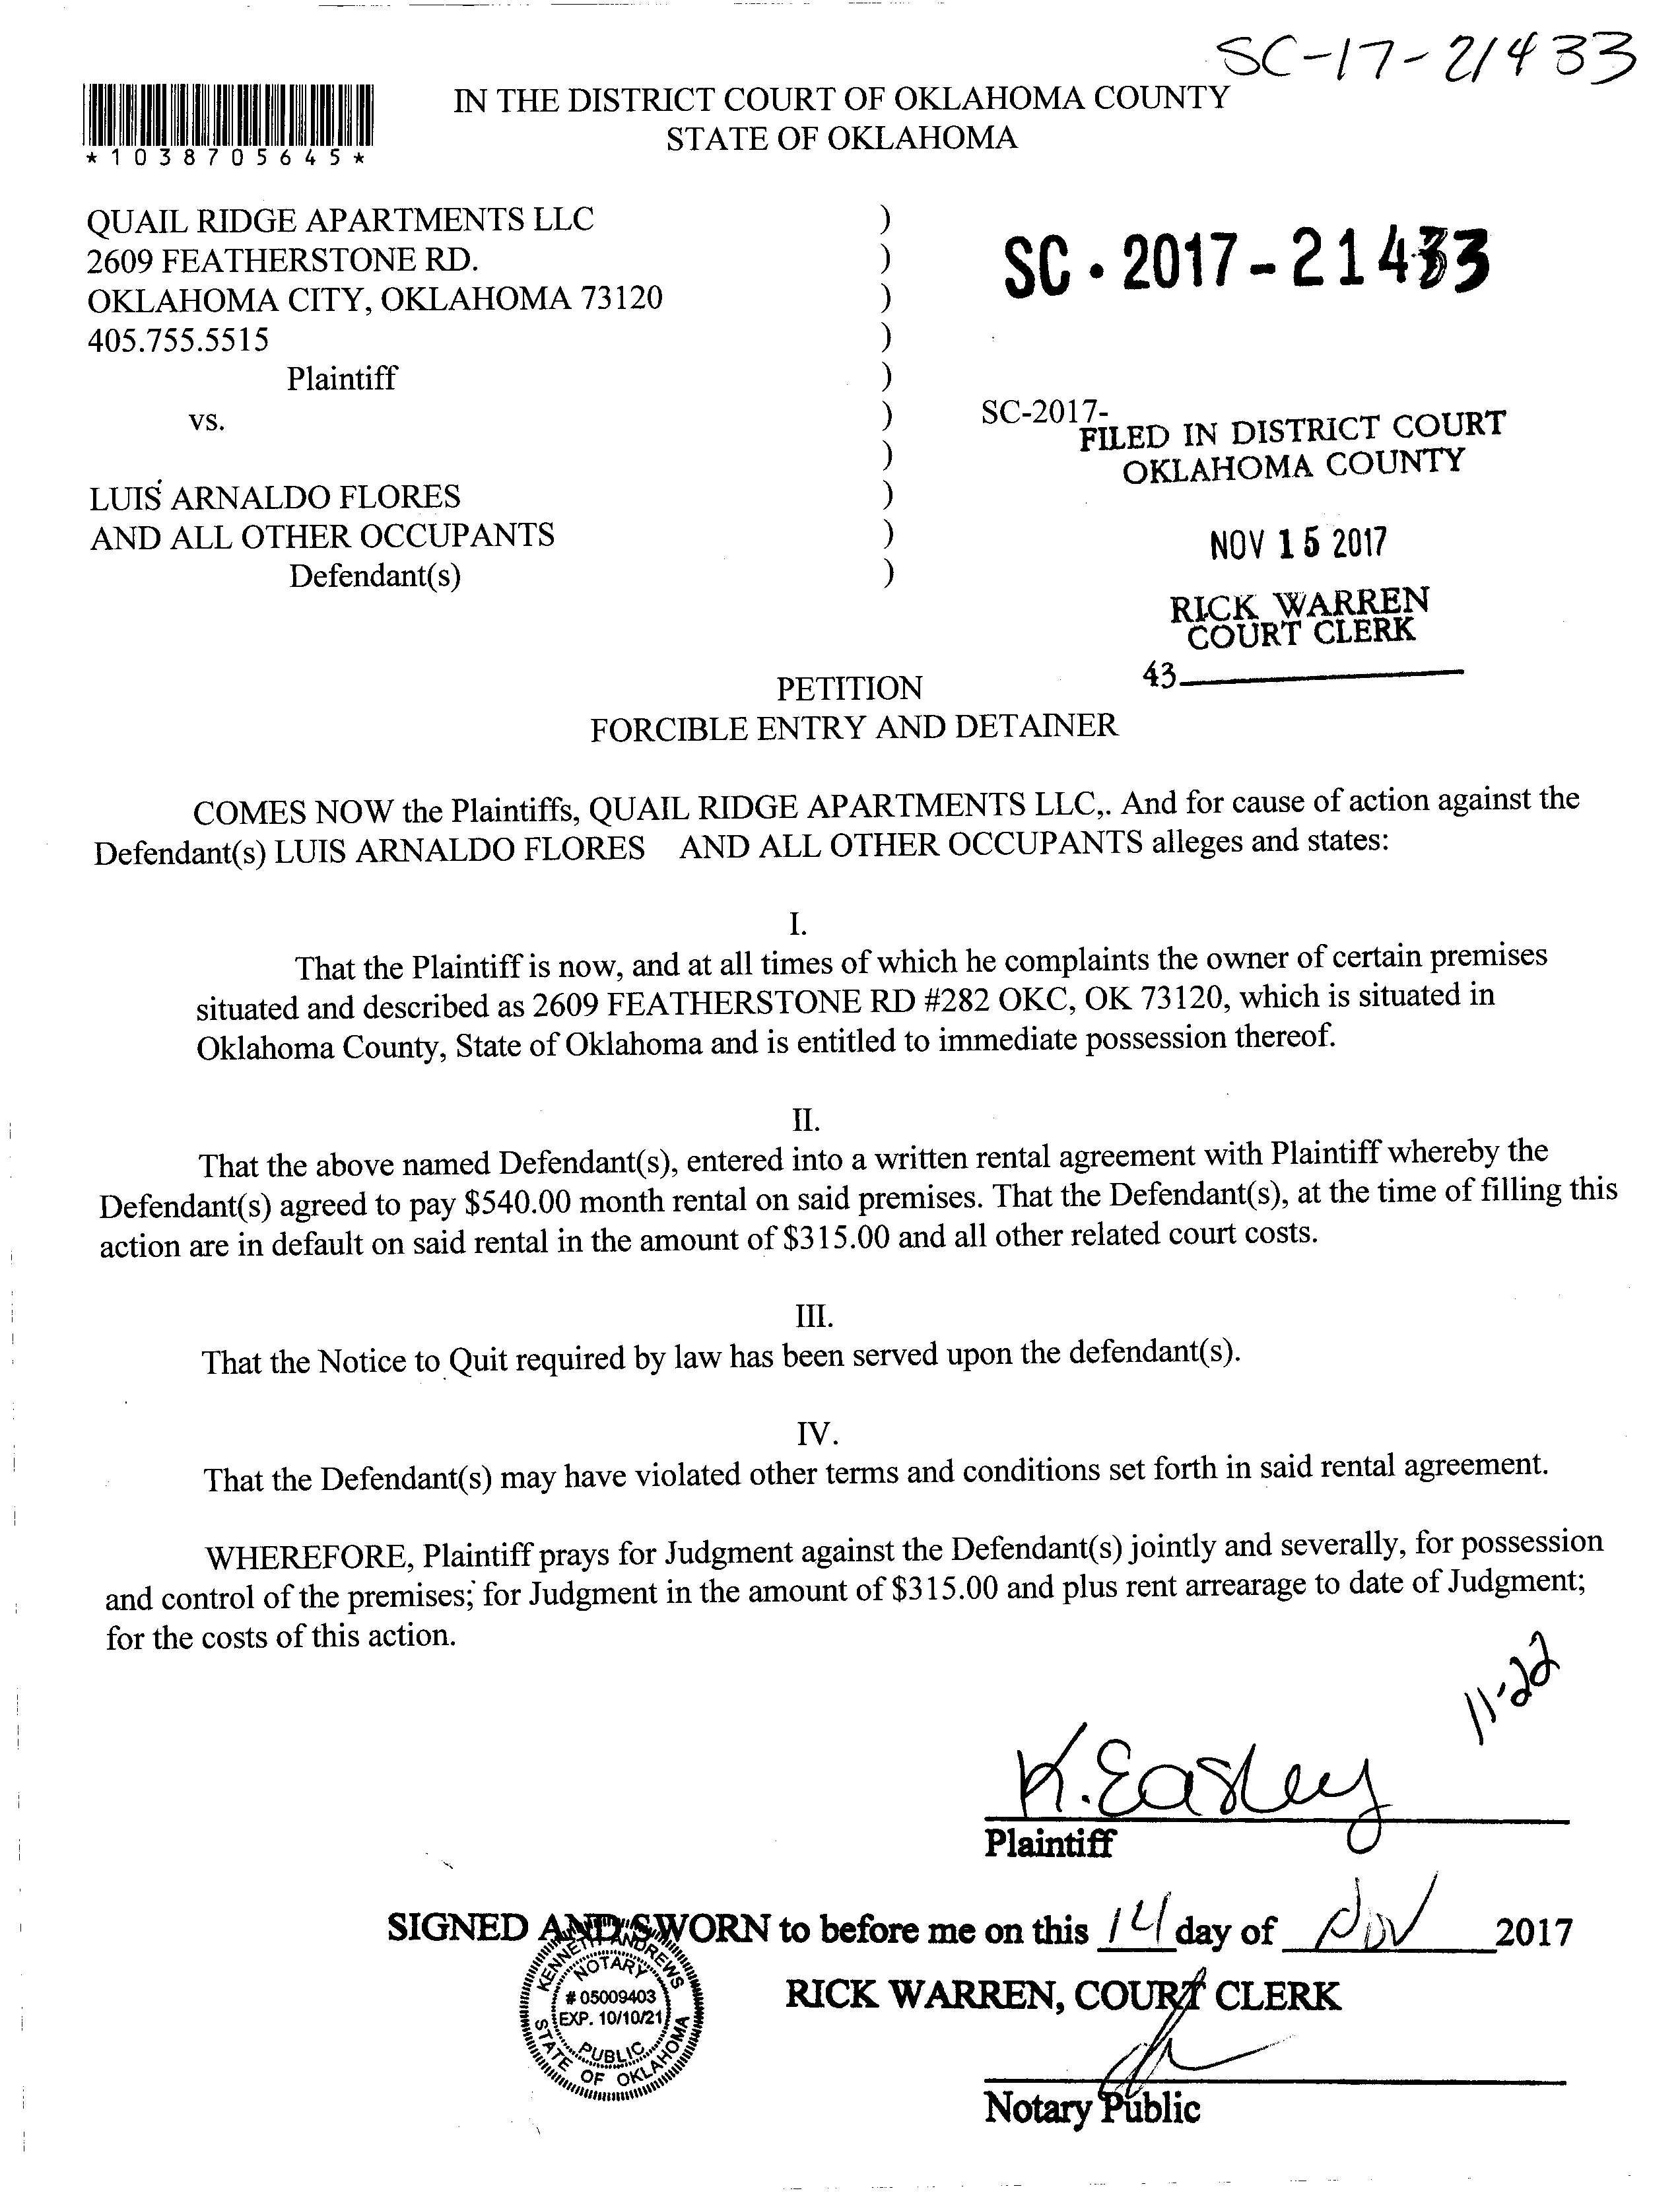 SC-17-21433
IN THE DISTRICT COURT OF OKLAHOMA COUNTY
STATE OF OKLAHOMA
*1038705645*
QUAIL RIDGE APARTMENTS LLC )
2609 FEATHERSTONE RD. )
OKLAHOMA CITY, OKLAHOMA 73120 )
405.755.5515 )
Plaintiff )
vs. )
)
LUIS ARNALDO FLORES )
AND ALL OTHER OCCUPANTS )
Defendant(s) )
SC - 2017 - 21433
SC-2017-
FILED IN DISTRICT COURT
OKLAHOMA COUNTY
NOV 15 2017
RICK WARREN
COURT CLERK
43
PETITION
FORCIBLE ENTRY AND DETAINER
COMES NOW the Plaintiffs, QUAIL RIDGE APARTMENTS LLC,. And for cause of action against the
Defendant(s) LUIS ARNALDO FLORES AND ALL OTHER OCCUPANTS alleges and states:
I.
That the Plaintiff is now, and at all times of which he complaints the owner of certain premises
situated and described as 2609 FEATHERSTONE RD #282 OKC, OK 73120, which is situated in
Oklahoma County, State of Oklahoma and is entitled to immediate possession thereof.
II.
That the above named Defendant(s), entered into a written rental agreement with Plaintiff whereby the
Defendant(s) agreed to pay $540.00 month rental on said premises. That the Defendant(s), at the time of filling this
action are in default on said rental in the amount of $315.00 and all other related court costs.
III.
That the Notice to Quit required by law has been served upon the defendant(s).
IV.
That the Defendant(s) may have violated other terms and conditions set forth in said rental agreement.
WHEREFORE, Plaintiff prays for Judgment against the Defendant(s) jointly and severally, for possession
and control of the premises; for Judgment in the amount of $315.00 and plus rent arrearage to date of Judgment;
for the costs of this action.
11-22
K. Easley
Plaintiff
SIGNED AND SWORN to before me on this 14 day of Nov 2017
KENNETH ANDREWS
NOTARY
# 05009403
EXP. 10/10/21
PUBLIC
STATE OF OKLAHOMA
RICK WARREN, COURT CLERK
Notary Public